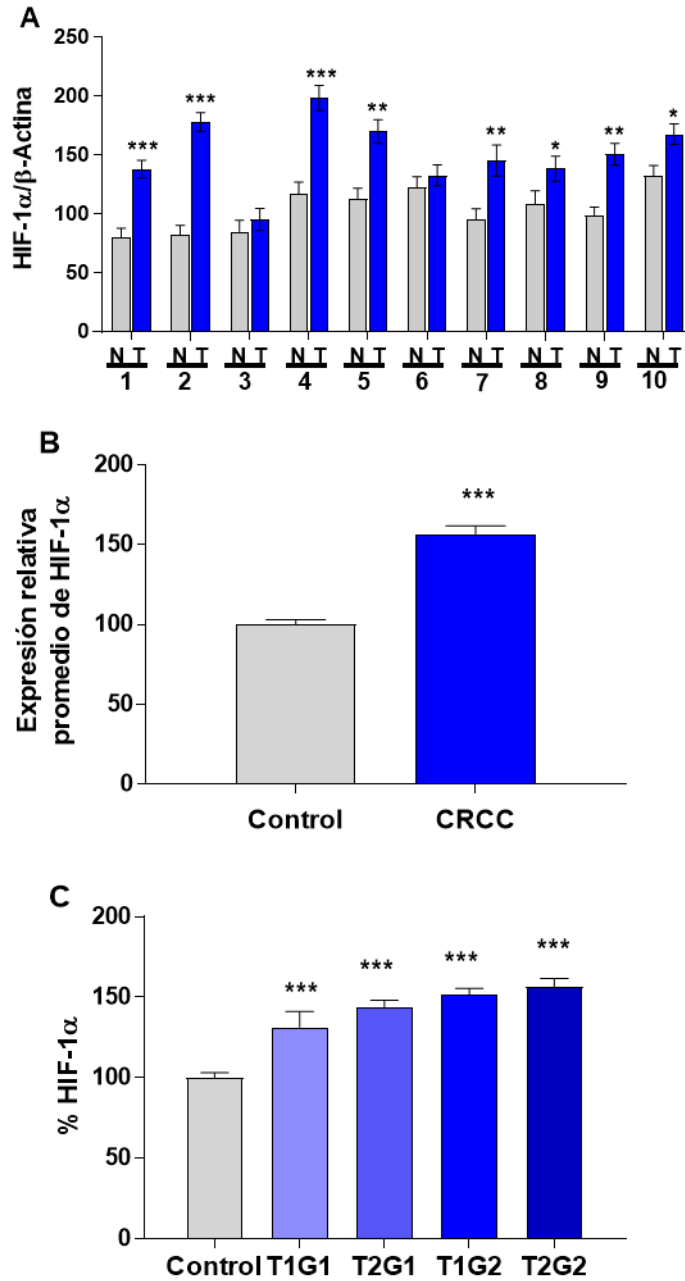 A
HIF-1α/β-Actina
250
200
150
100
50
0
*** *** *** ** ** * ** *
N T N T N T N T N T N T N T N T N T N T
1 2 3 4 5 6 7 8 9 10
B
Expresión relativa
promedio de HIF-1α
200
150
100
50
0
***
Control CRCC
C
% HIF-1α
200
150
100
50
0
*** *** *** ***
Control T1G1 T2G1 T1G2 T2G2